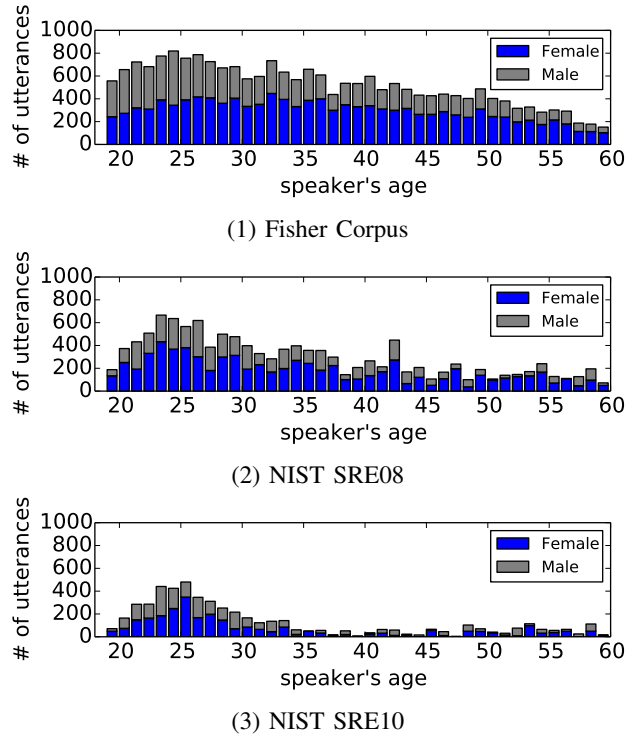 1000
800
600
400
200
0
# of utterances
Female
Male
20 25 30 35 40 45 50 55 60
speaker's age
(1) Fisher Corpus
1000
800
600
400
200
0
# of utterances
Female
Male
20 25 30 35 40 45 50 55 60
speaker's age
(2) NIST SRE08
1000
800
600
400
200
0
# of utterances
Female
Male
20 25 30 35 40 45 50 55 60
speaker's age
(3) NIST SRE10